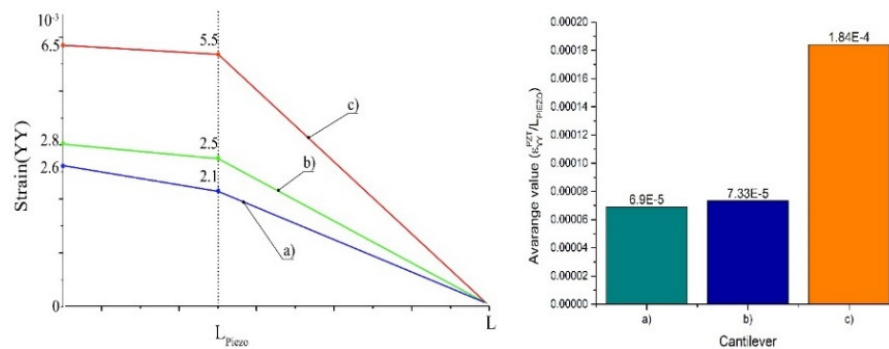 10⁻³
6.5
5.5
c)
2.8
2.5
b)
2.6
2.1
a)
0
Strain(YY)
L_Piezo
L
0.00020
0.00018
0.00016
0.00014
0.00012
0.00010
0.00008
0.00006
0.00004
0.00002
0.00000
Avarange value (ε_YY^PZT/L_PIEZO)
6.9E-5
7.33E-5
1.84E-4
a)
b)
c)
Cantilever